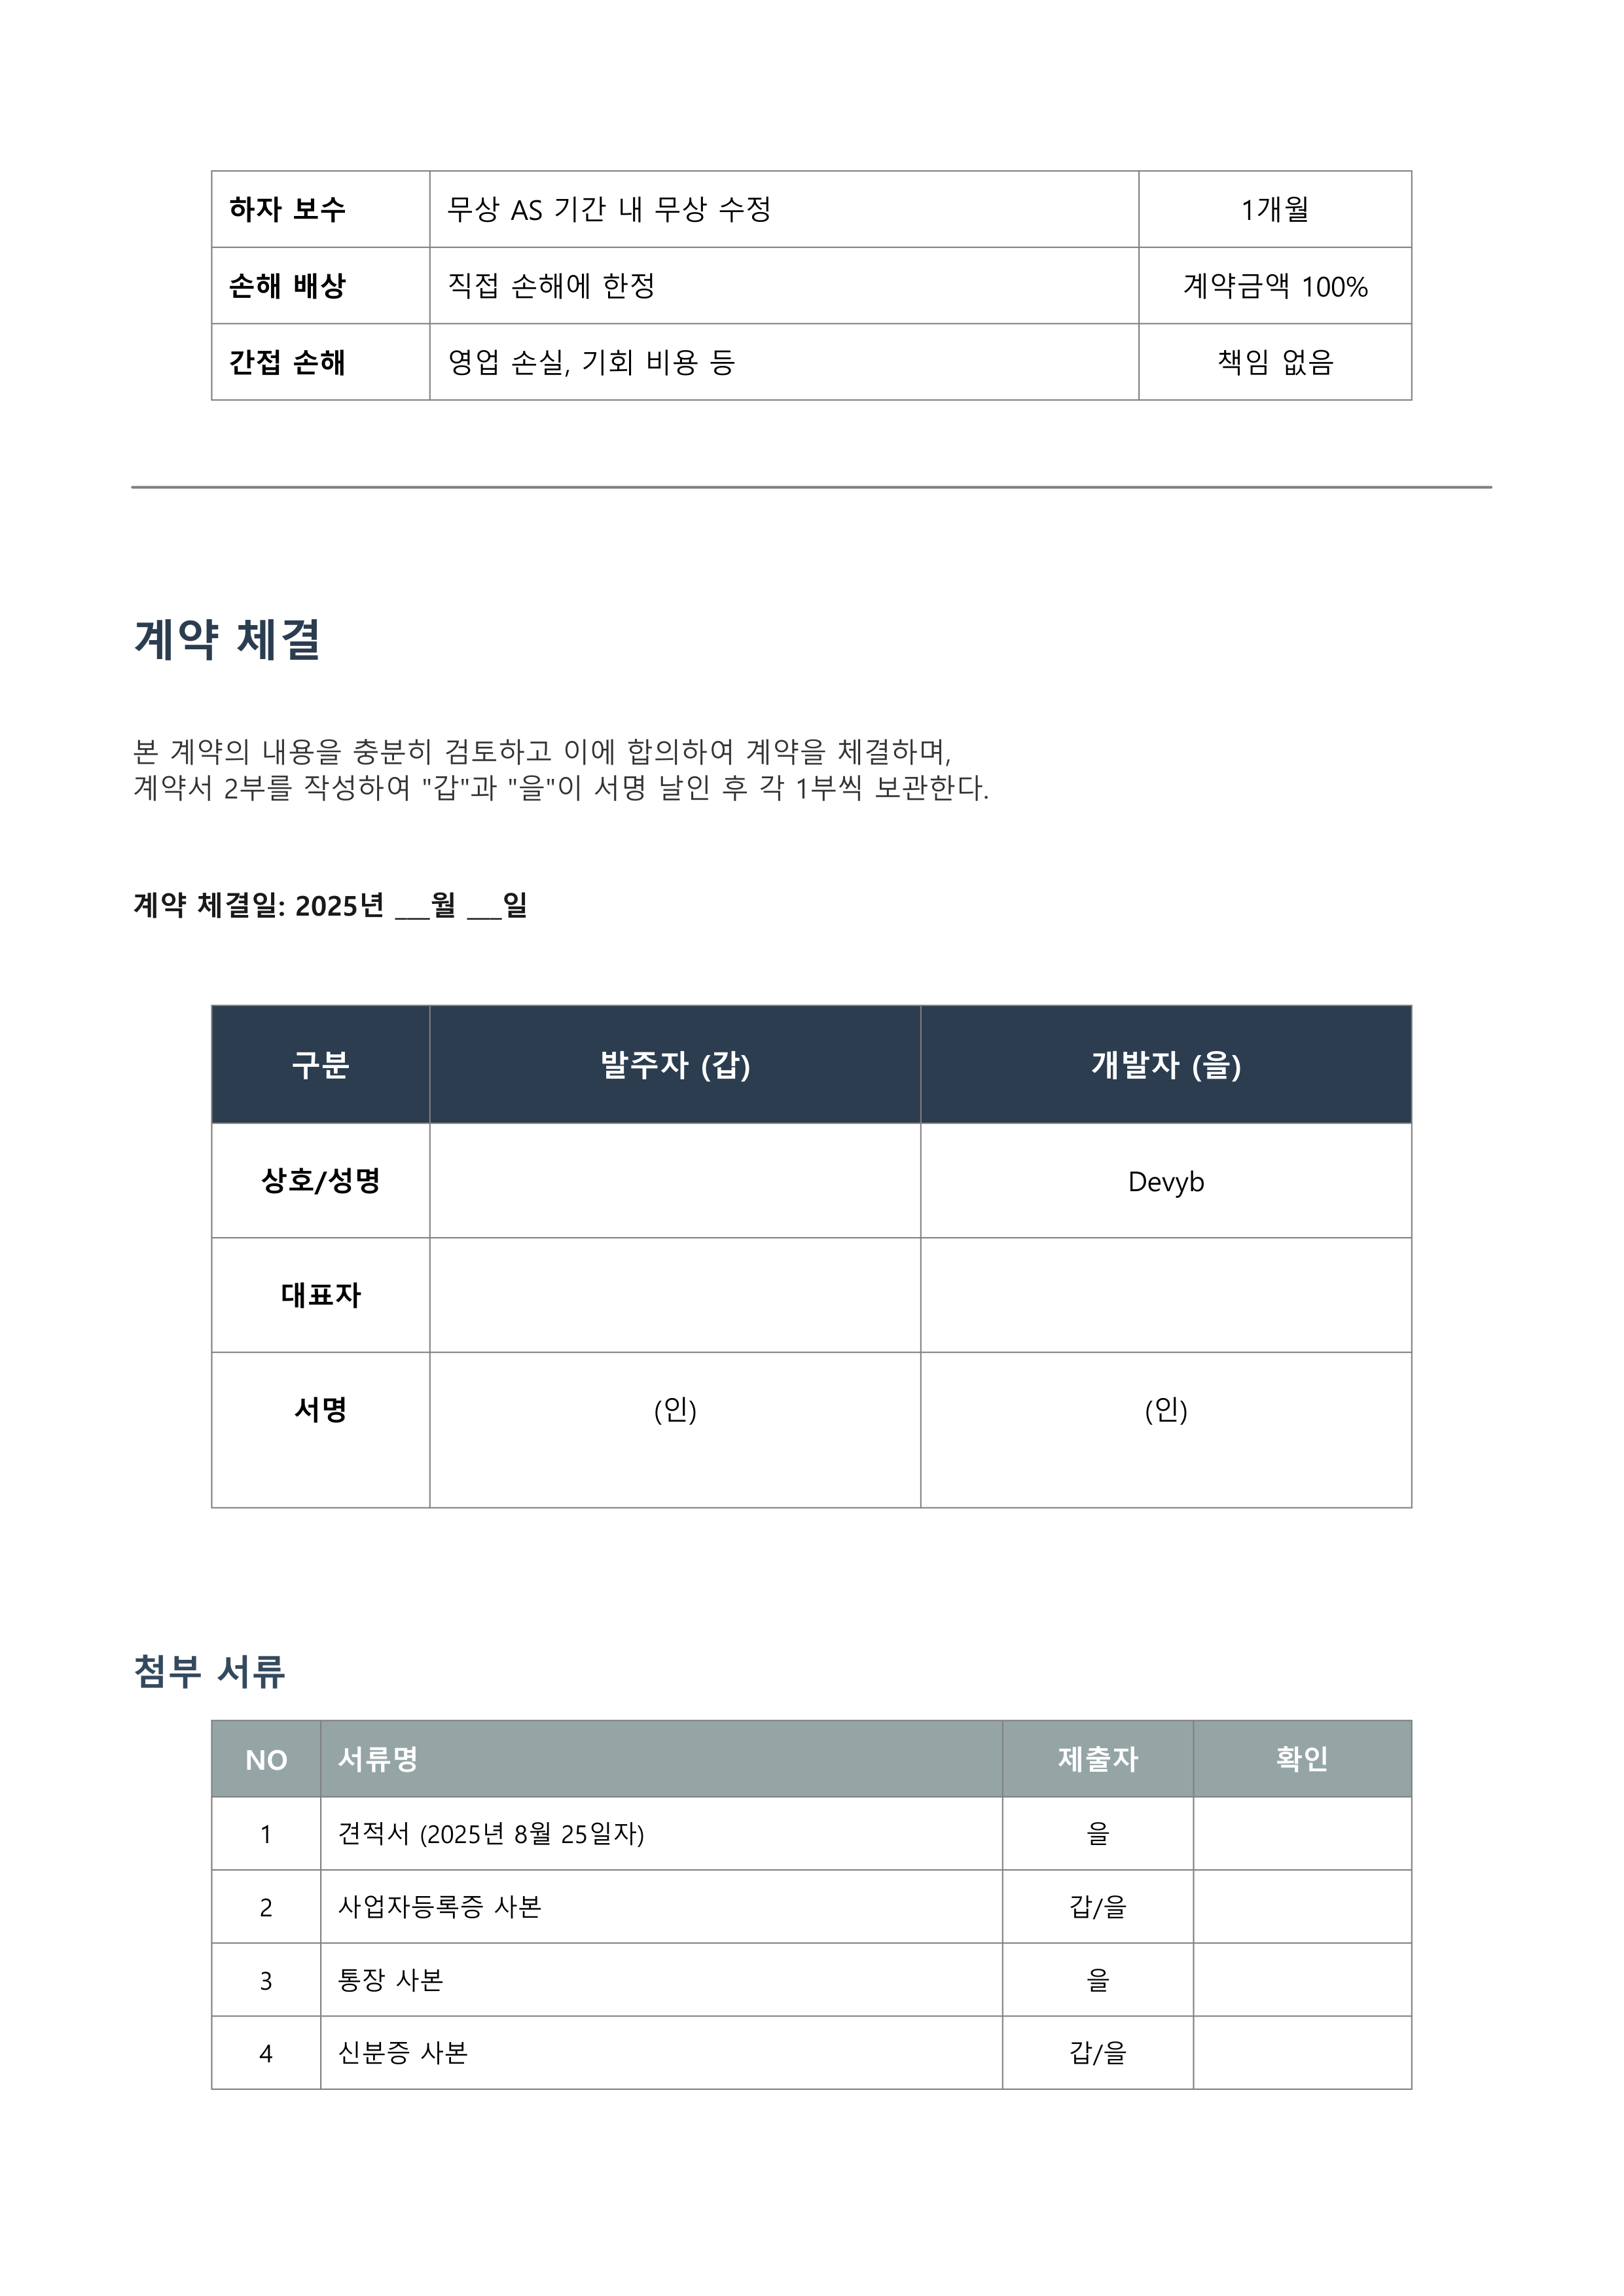 하자 보수 무상 AS 기간 내 무상 수정 1개월
손해 배상 직접 손해에 한정 계약금액 100%
간접 손해 영업 손실, 기회 비용 등 책임 없음
계약 체결
본 계약의 내용을 충분히 검토하고 이에 합의하여 계약을 체결하며,
계약서 2부를 작성하여 "갑"과 "을"이 서명 날인 후 각 1부씩 보관한다.
계약 체결일: 2025년 ___월 ___일
구분 발주자 (갑) 개발자 (을)
상호/성명 Devyb
대표자
서명 (인) (인)
첨부 서류
NO 서류명 제출자 확인
1 견적서 (2025년 8월 25일자) 을
2 사업자등록증 사본 갑/을
3 통장 사본 을
4 신분증 사본 갑/을